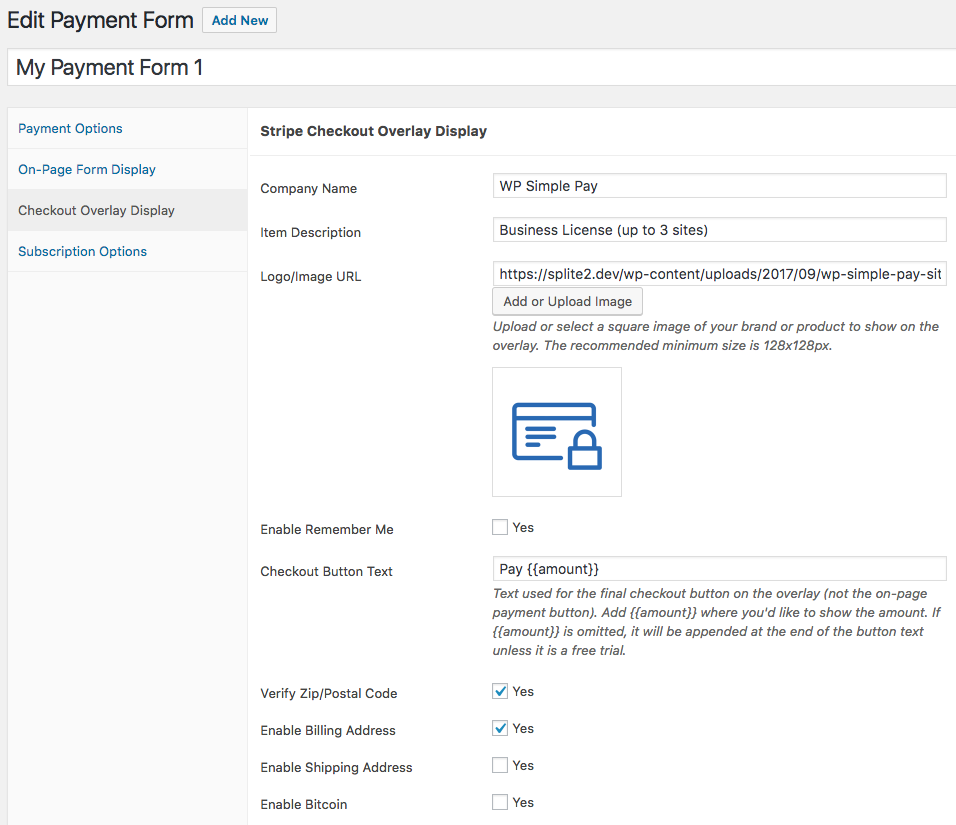 Edit Payment Form Add New
My Payment Form 1
Payment Options
On-Page Form Display
Checkout Overlay Display
Subscription Options
Stripe Checkout Overlay Display
Company Name WP Simple Pay
Item Description Business License (up to 3 sites)
Logo/Image URL https://splite2.dev/wp-content/uploads/2017/09/wp-simple-pay-sit
Add or Upload Image
Upload or select a square image of your brand or product to show on the
overlay. The recommended minimum size is 128x128px.
Enable Remember Me Yes
Checkout Button Text Pay {{amount}}
Text used for the final checkout button on the overlay (not the on-page
payment button). Add {{amount}} where you'd like to show the amount. If
{{amount}} is omitted, it will be appended at the end of the button text
unless it is a free trial.
Verify Zip/Postal Code Yes
Enable Billing Address Yes
Enable Shipping Address Yes
Enable Bitcoin Yes